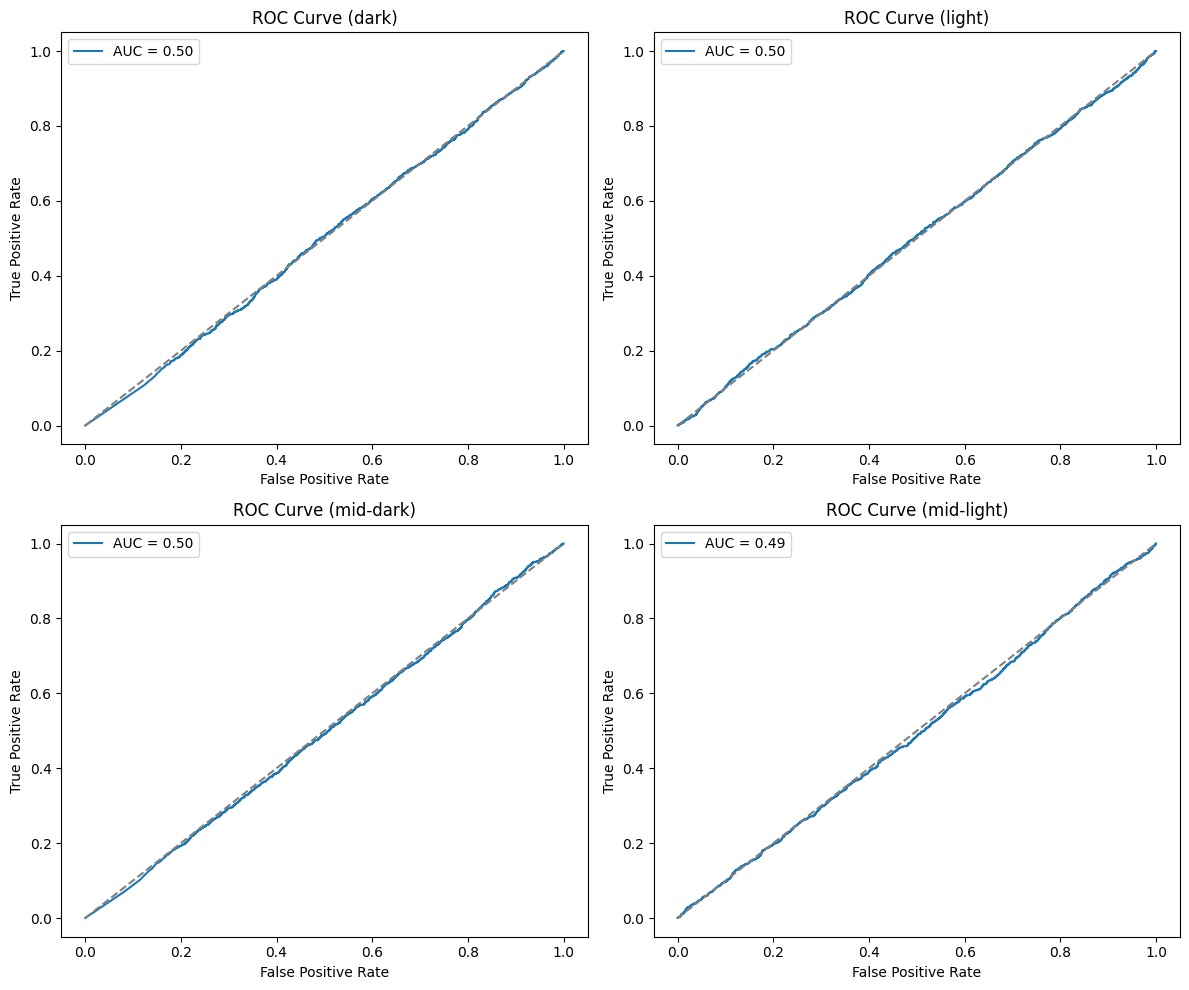 ROC Curve (dark)
AUC = 0.50
1.0
0.8
0.6
0.4
0.2
0.0
True Positive Rate
0.0 0.2 0.4 0.6 0.8 1.0
False Positive Rate
ROC Curve (light)
AUC = 0.50
1.0
0.8
0.6
0.4
0.2
0.0
True Positive Rate
0.0 0.2 0.4 0.6 0.8 1.0
False Positive Rate
ROC Curve (mid-dark)
AUC = 0.50
1.0
0.8
0.6
0.4
0.2
0.0
True Positive Rate
0.0 0.2 0.4 0.6 0.8 1.0
False Positive Rate
ROC Curve (mid-light)
AUC = 0.49
1.0
0.8
0.6
0.4
0.2
0.0
True Positive Rate
0.0 0.2 0.4 0.6 0.8 1.0
False Positive Rate